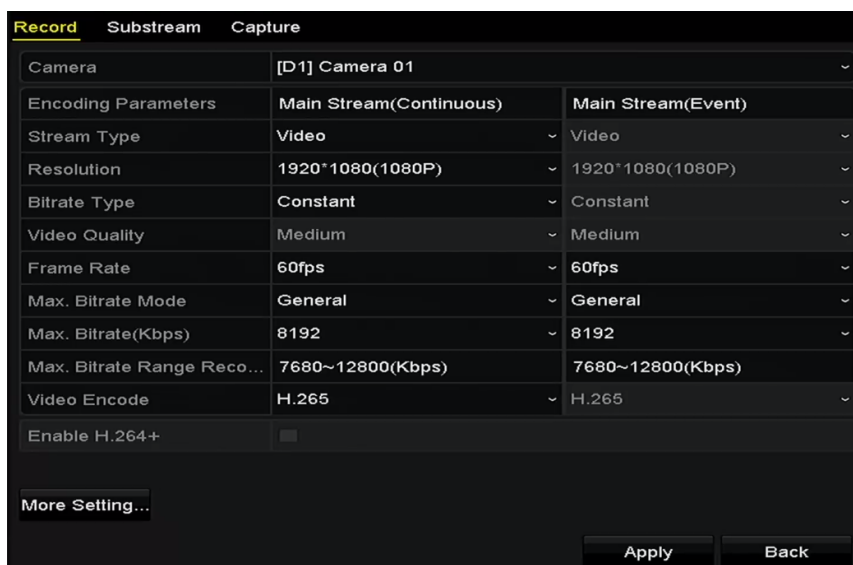 Record Substream Capture
Camera [D1] Camera 01
Encoding Parameters Main Stream(Continuous) Main Stream(Event)
Stream Type Video Video
Resolution 1920*1080(1080P) 1920*1080(1080P)
Bitrate Type Constant Constant
Video Quality Medium Medium
Frame Rate 60fps 60fps
Max. Bitrate Mode General General
Max. Bitrate(Kbps) 8192 8192
Max. Bitrate Range Reco... 7680~12800(Kbps) 7680~12800(Kbps)
Video Encode H.265 H.265
Enable H.264+
More Setting...
Apply Back